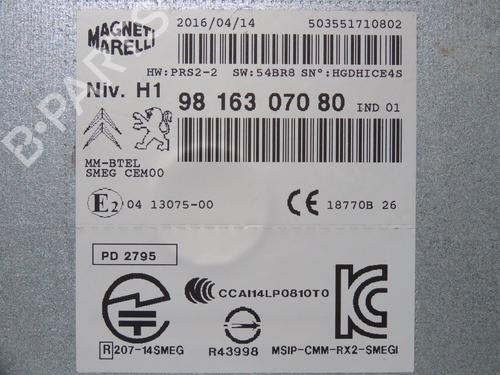 MAGNETI
MARELLI
2016/04/14
503551710802
HW:PRS2-2 SW:54BR8 SN°:HGDHICE4S
Niv. H1
98 163 070 80 IND 01
MM-BTEL
SMEG CEM00
E2 04 13075-00
CE 18770B 26
PD 2795
CCAI14LP0810T0
R 207-14SMEG
R43998
MSIP-CMM-RX2-SMEGI
B-PARTS